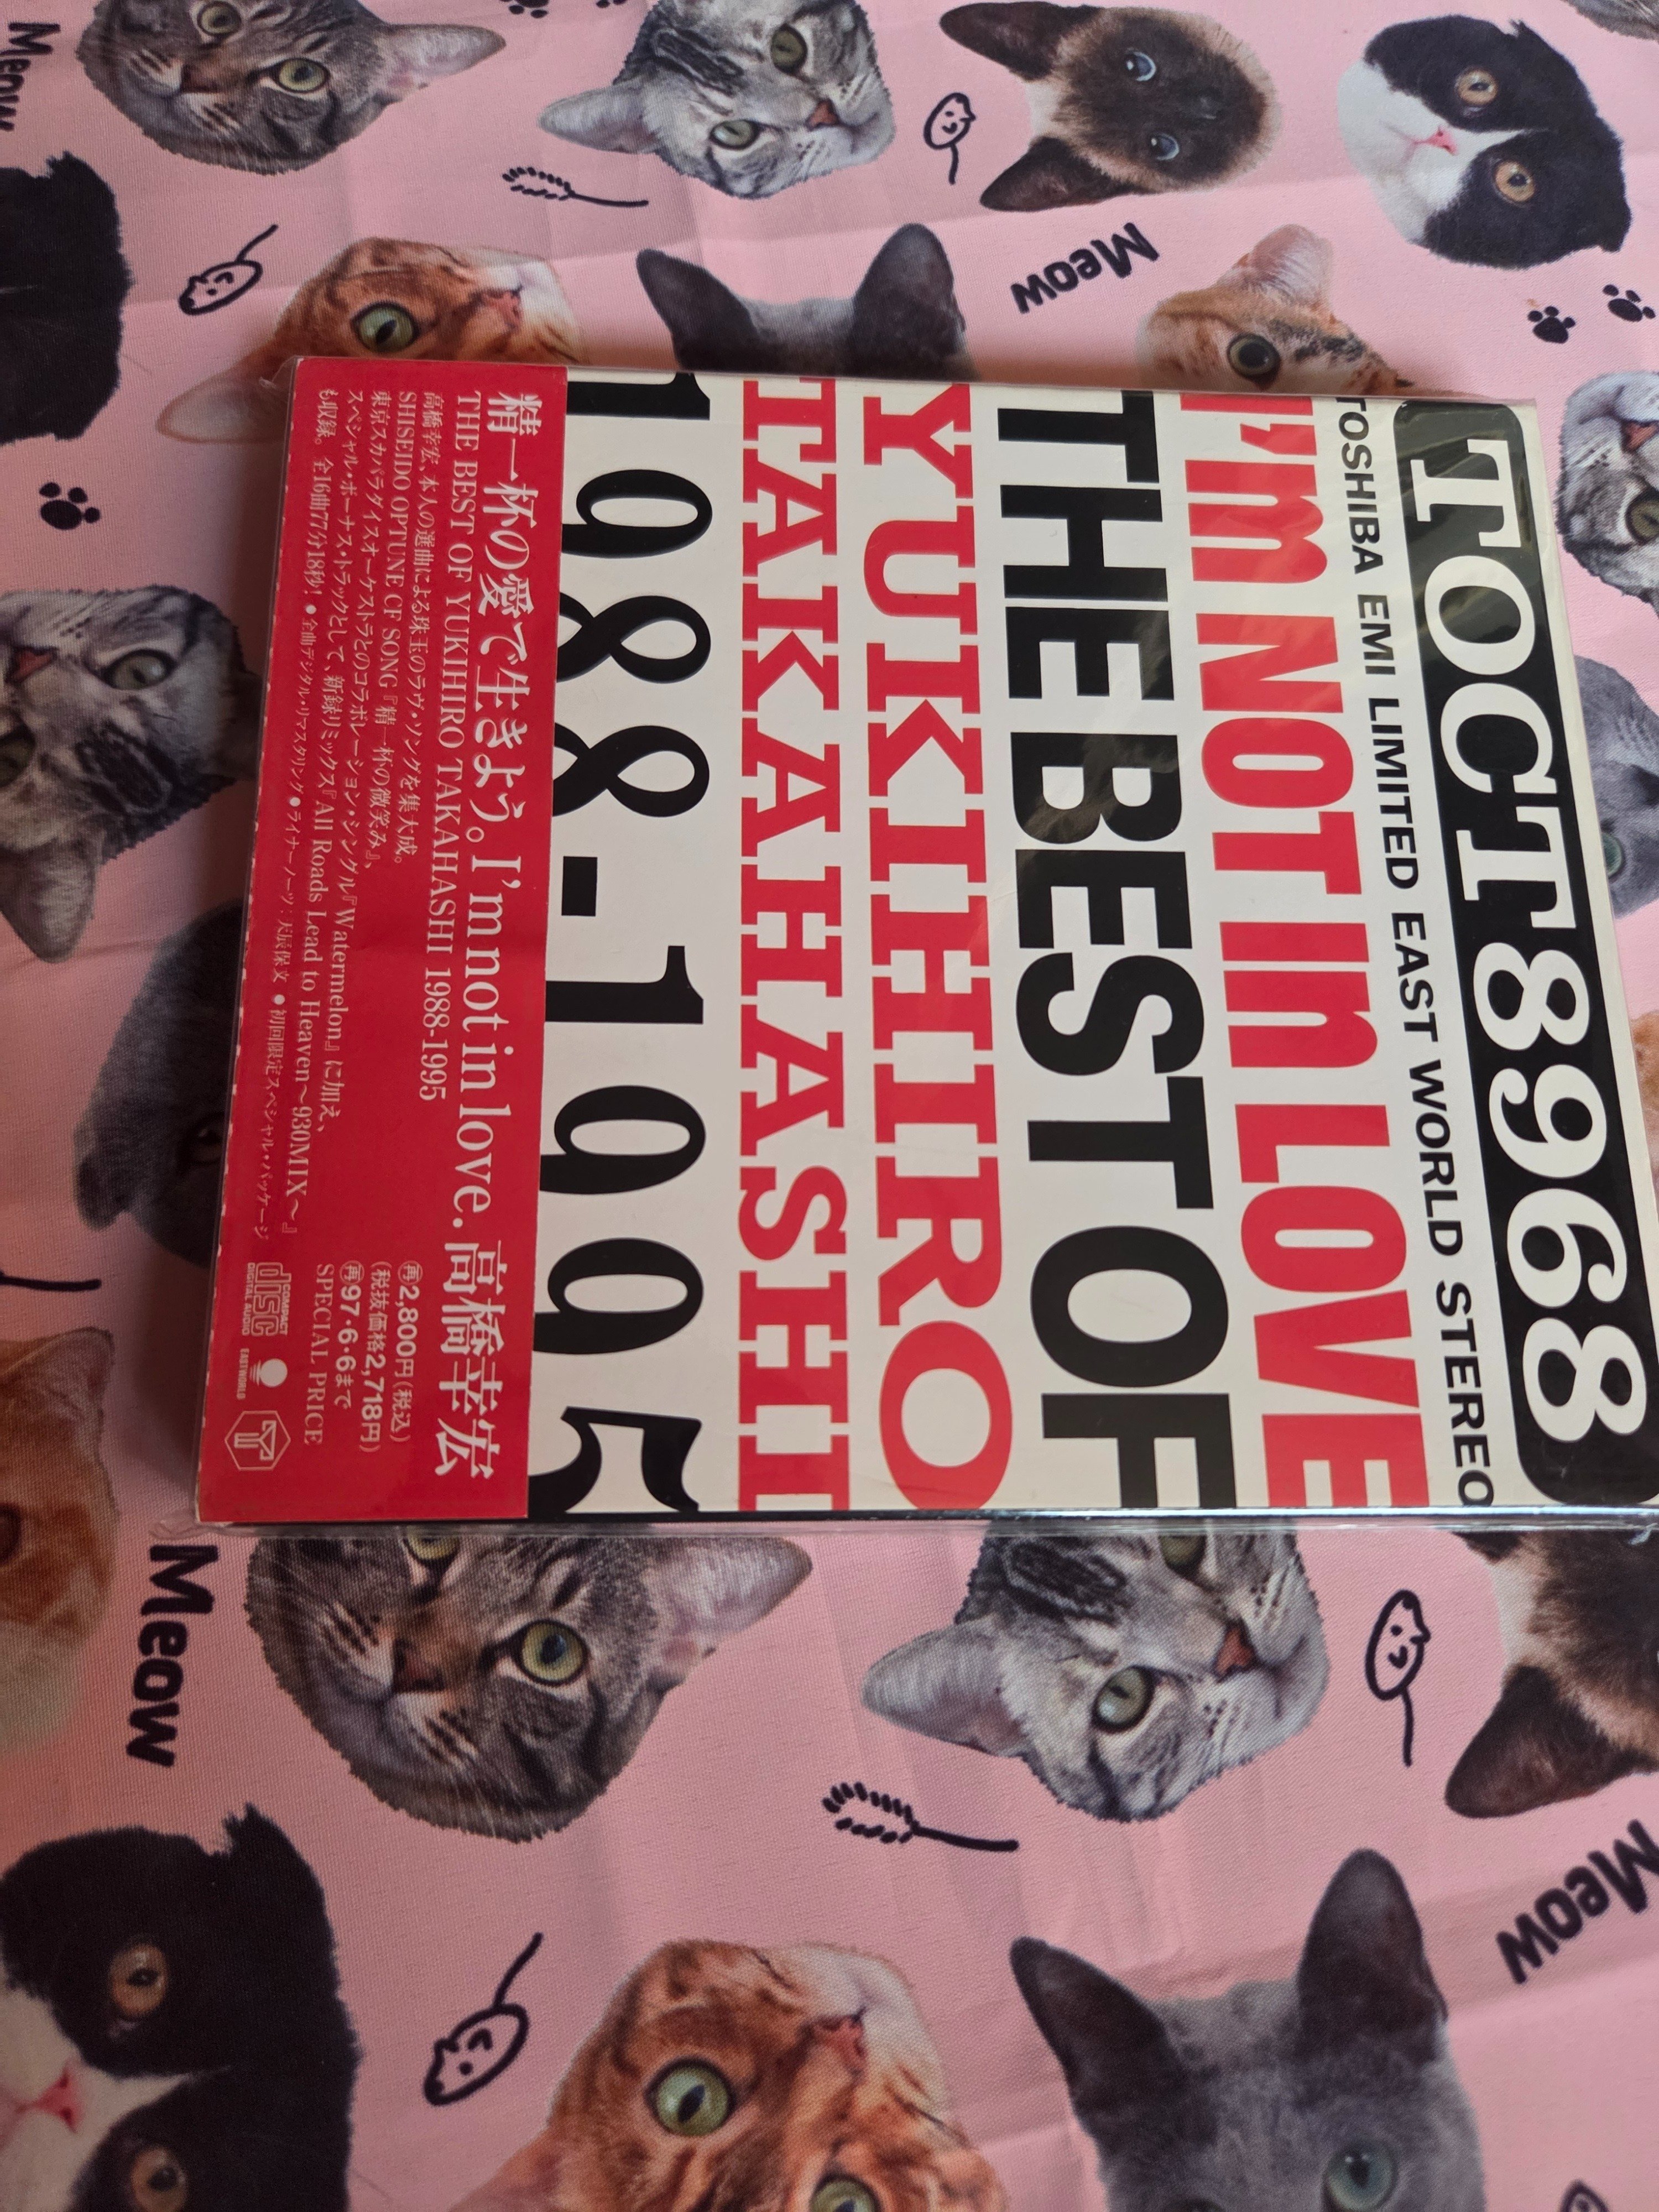 TOCT8968
TOSHIBA EMI LIMITED EAST WORLD STEREO
I'm NOT In LOVE
THE BEST OF
YUKIHIRO
TAKAHASHI
1988-1995
精一杯の愛で生きよう。I'm not in love. 高橋幸宏
THE BEST OF YUKIHIRO TAKAHASHI 1988-1995
高橋幸宏、本人の選曲による珠玉のラヴ・ソングを集大成。
SHISEIDO OPTUNE CF SONG『精一杯の微笑み』、
東京スカパラダイスオーケストラとのコラボレーション・シングル『Watermelon』に加え、
スペシャル・ボーナス・トラックとして、新録リミックス『All Roads Lead to Heaven〜930MIX〜』
も収録。全16曲77分18秒! ●全曲デジタル・リマスタリング ●ライナーノーツ:天辰保文 ●初回限定スペシャル・パッケージ
再2,800円(税込)
(税抜価格2,718円)
再97・6・6まで
SPECIAL PRICE
COMPACT
disc
DIGITAL AUDIO
EASTWORLD
Meow
Meow
Meow
Meow